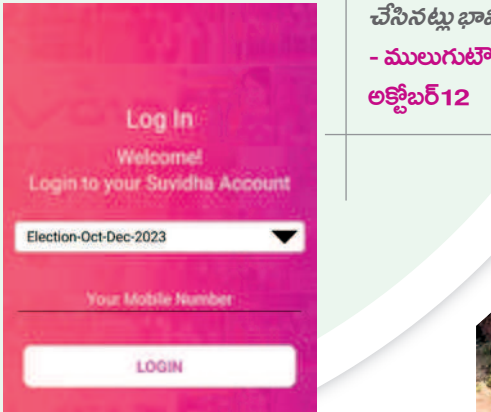 Log In
Welcome!
Login to your Suvidha Account
Election-Oct-Dec-2023
Your Mobile Number
LOGIN
చేసినట్లు
- ములుగుటౌ
అక్టోబర్12